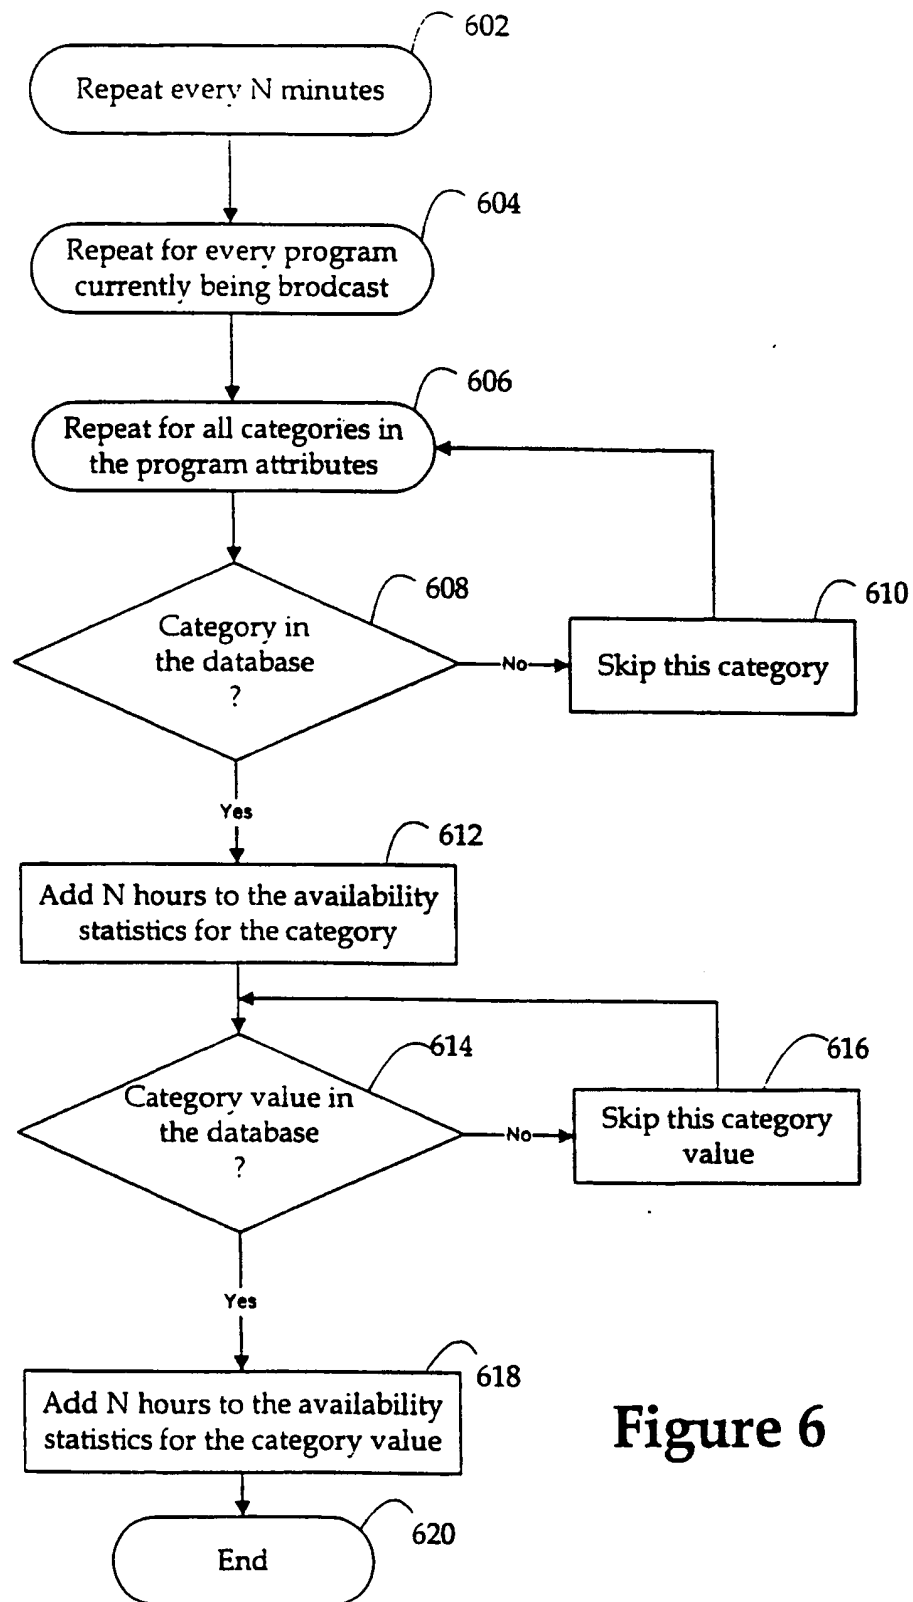 602
Repeat every N minutes
604
Repeat for every program
currently being brodcast
606
Repeat for all categories in
the program attributes
608
Category in
the database
?
No
610
Skip this category
Yes
612
Add N hours to the availability
statistics for the category
614
Category value in
the database
?
No
616
Skip this category
value
Yes
618
Add N hours to the availability
statistics for the category value
Figure 6
620
End